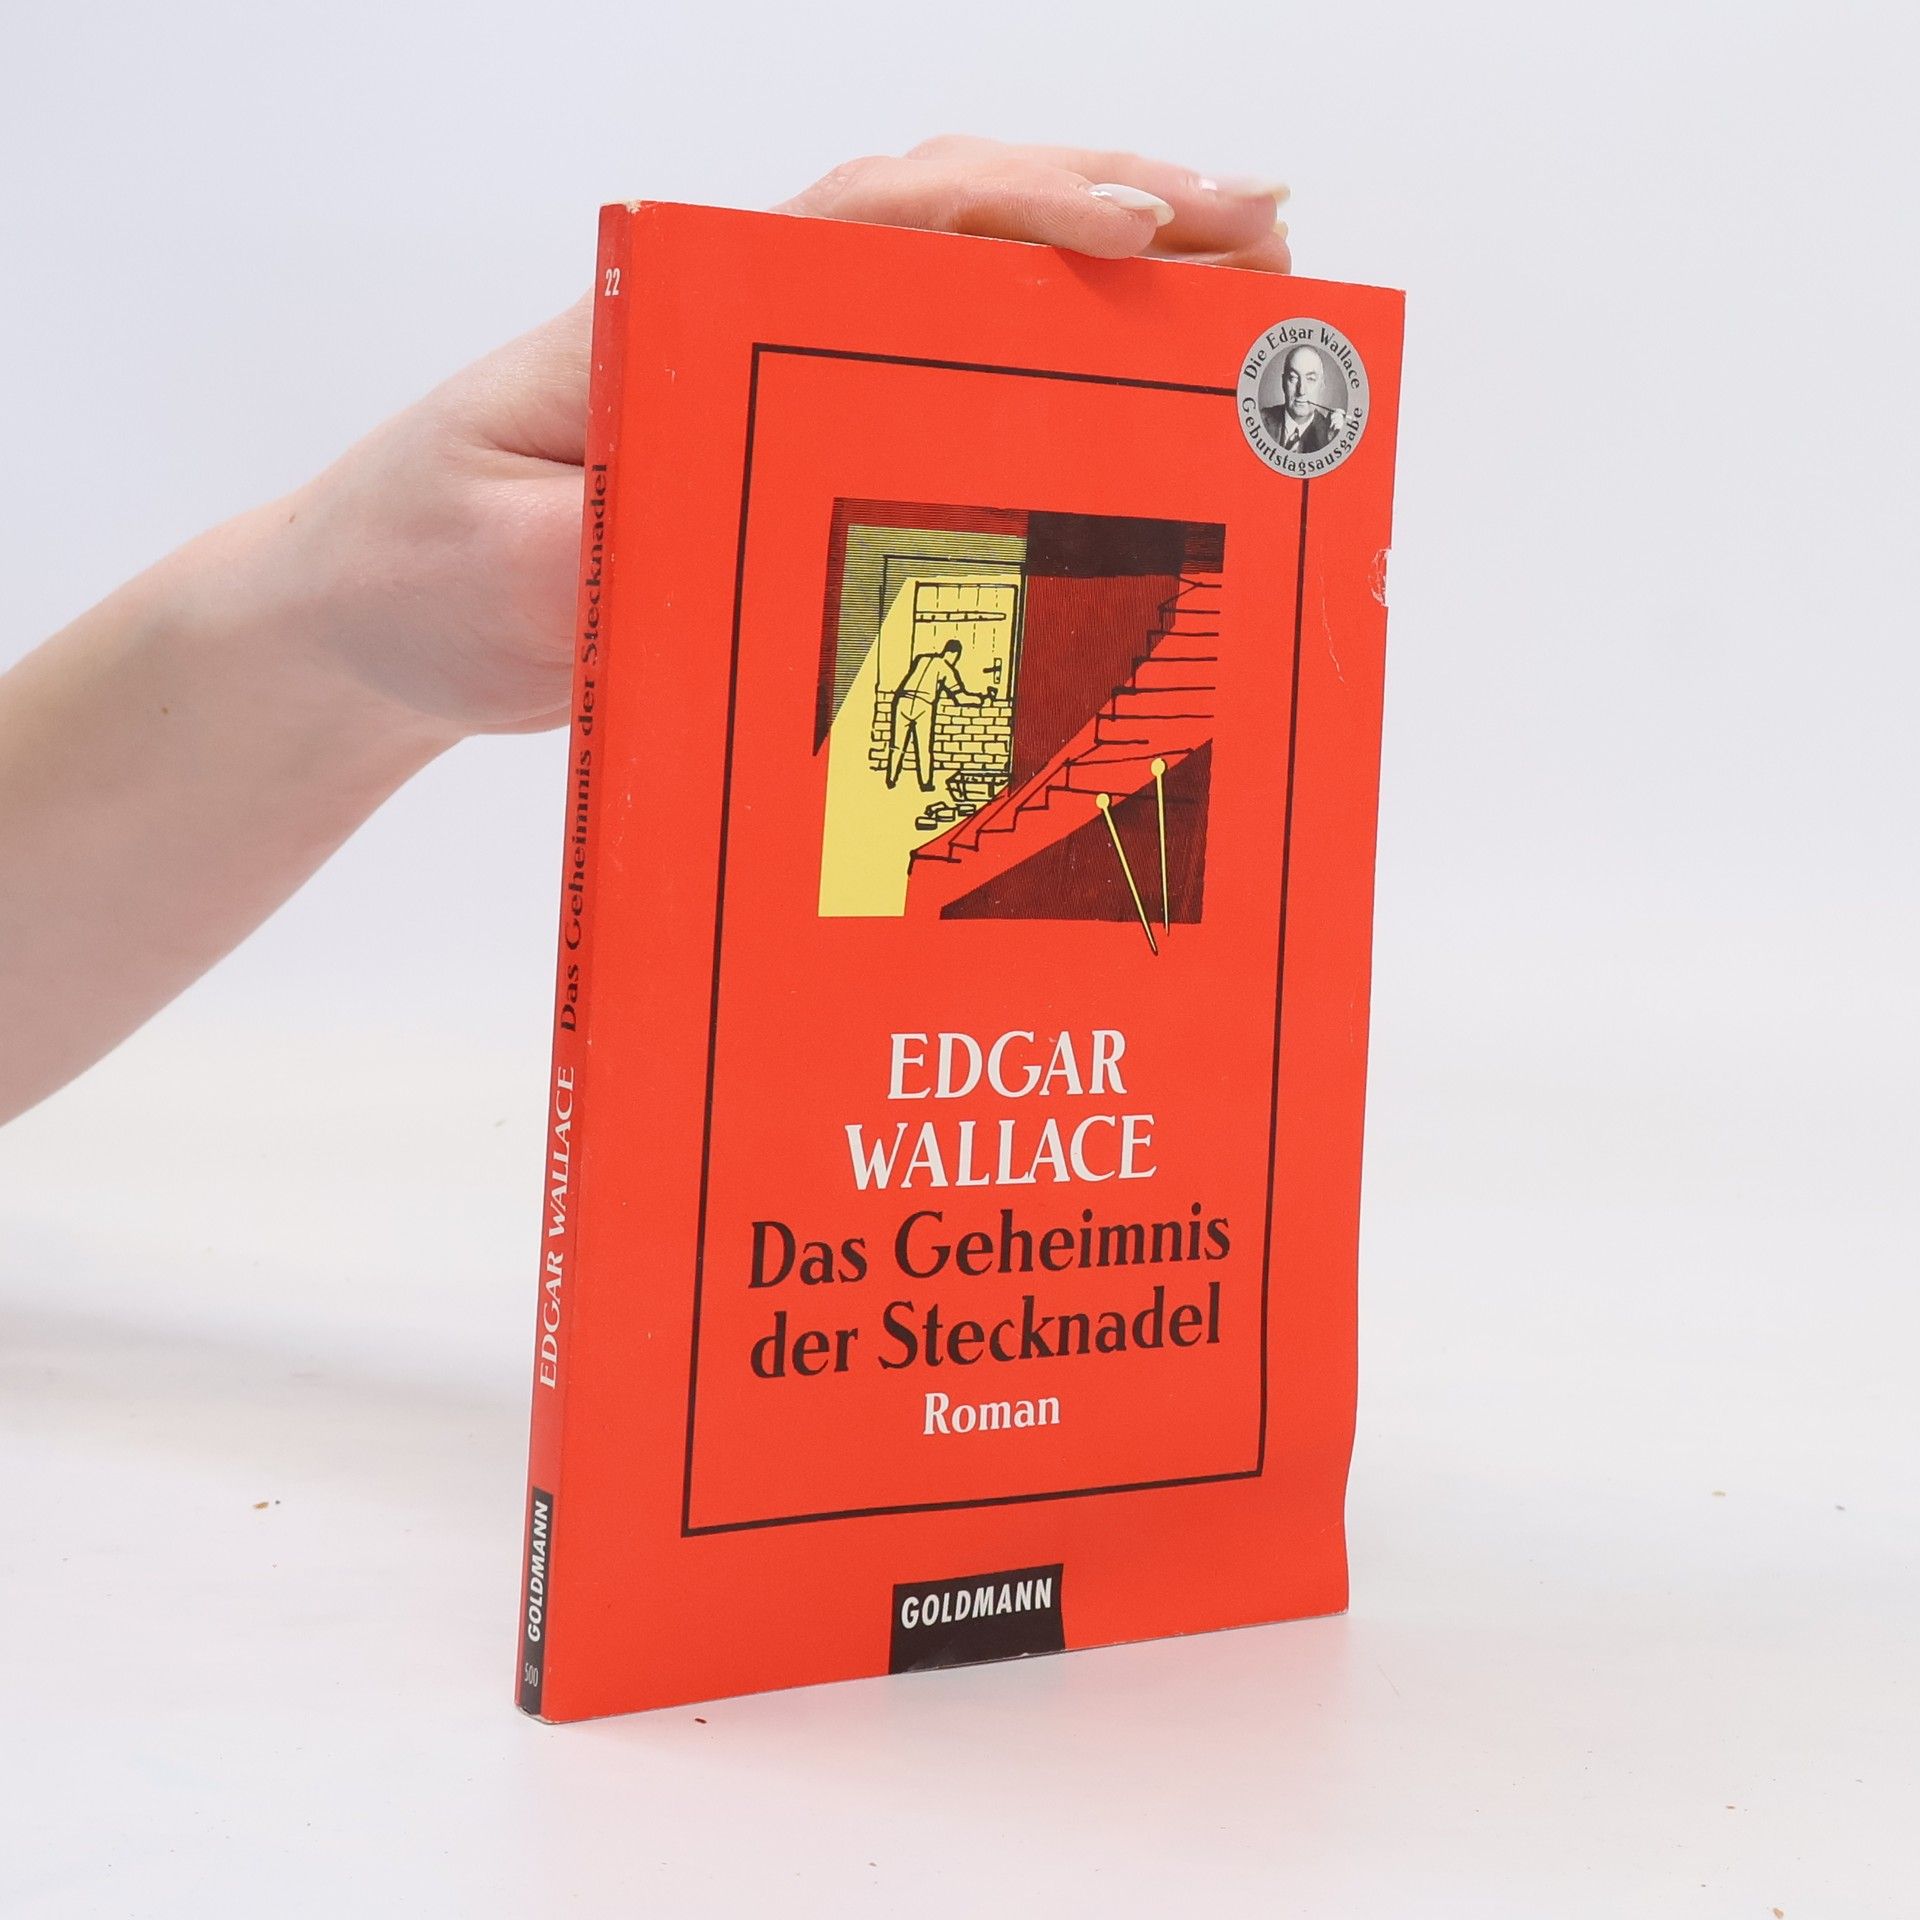 22
EDGAR WALLACE Das Geheimnis der Stecknadel
GOLDMANN
500
Die Edgar Wallace
Geburtstagsausgabe
EDGAR
WALLACE
Das Geheimnis
der Stecknadel
Roman
GOLDMANN